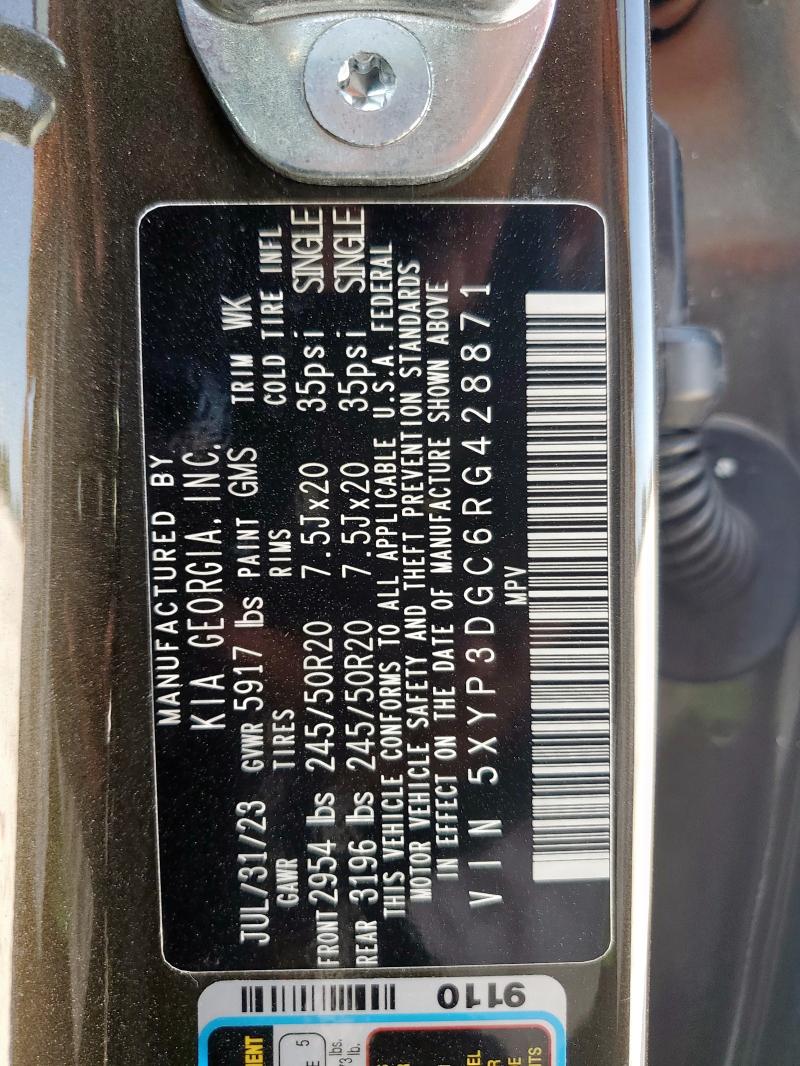 MANUFACTURED BY
KIA GEORGIA, INC.
JUL/31/23 GVWR 5917 lbs PAINT GMS TRIM WK
GAWR TIRES RIMS COLD TIRE INFL
FRONT 2954 lbs 245/50R20 7.5Jx20 35psi SINGLE
REAR 3196 lbs 245/50R20 7.5Jx20 35psi SINGLE
THIS VEHICLE CONFORMS TO ALL APPLICABLE U.S.A. FEDERAL
MOTOR VEHICLE SAFETY AND THEFT PREVENTION STANDARDS
IN EFFECT ON THE DATE OF MANUFACTURE SHOWN ABOVE
VIN 5XYP3DGC6RG428871
MPV
9110
5
lbs.
lb.